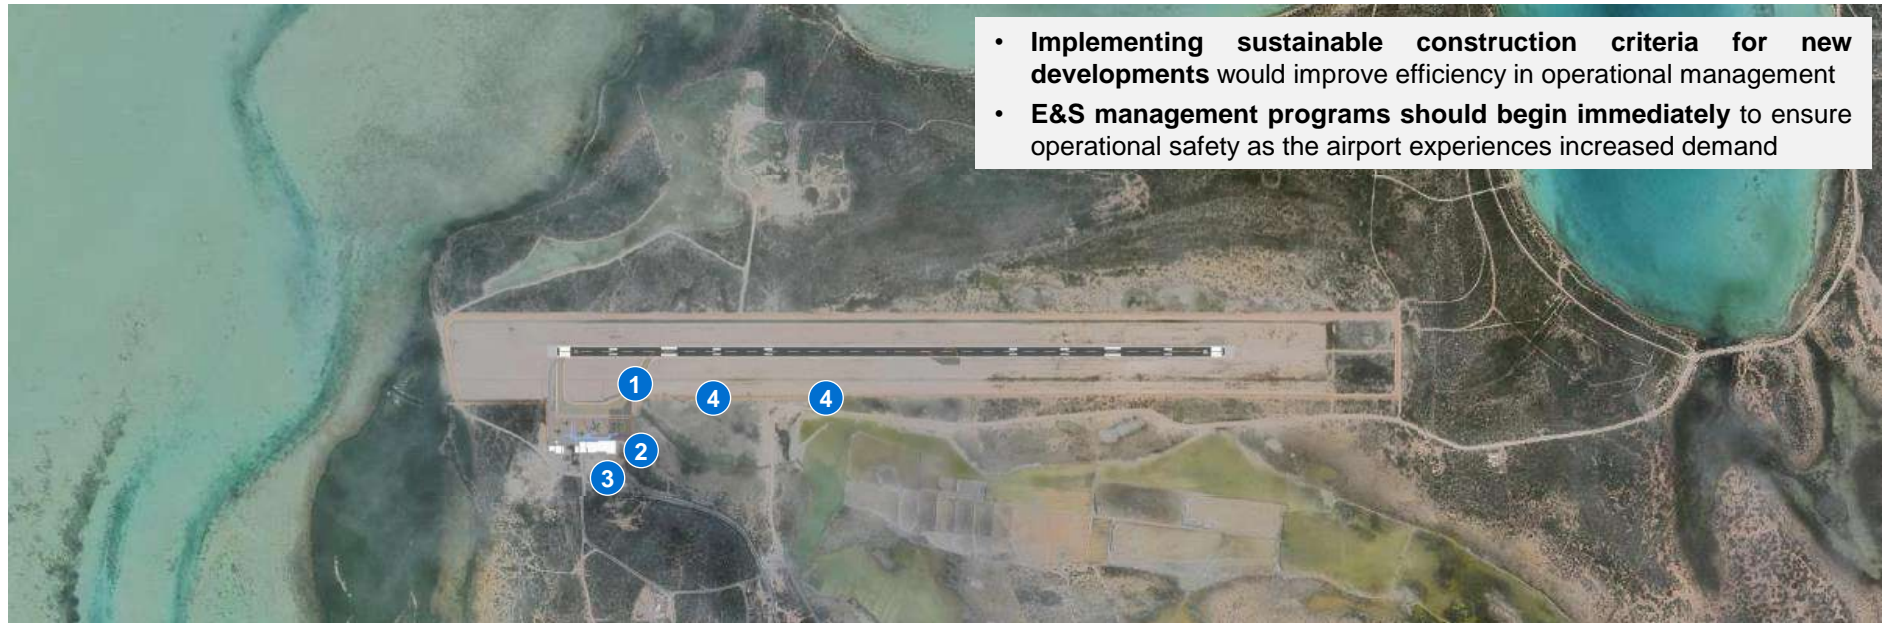 • Implementing sustainable construction criteria for new
developments would improve efficiency in operational management
• E&S management programs should begin immediately to ensure
operational safety as the airport experiences increased demand
1
4
4
2
3